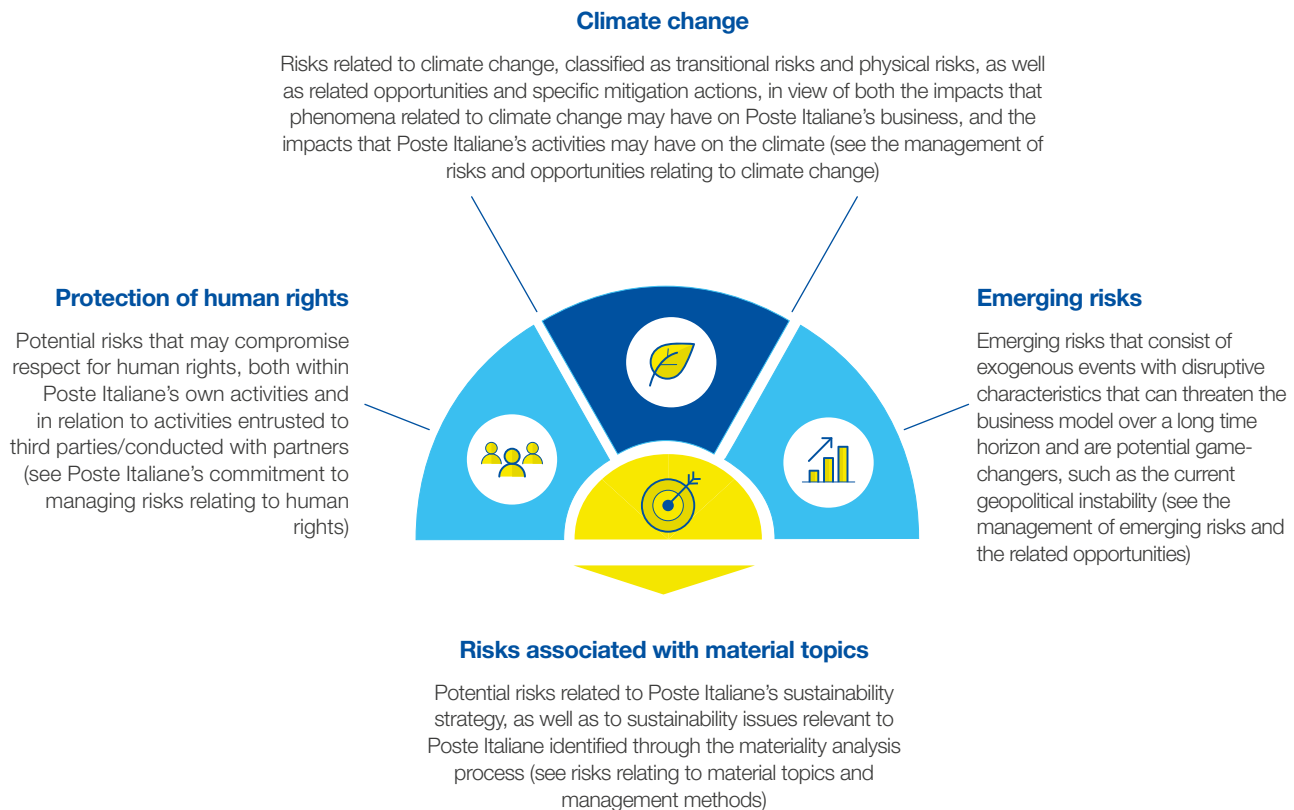 Climate change
Risks related to climate change, classified as transitional risks and physical risks, as well
as related opportunities and specific mitigation actions, in view of both the impacts that
phenomena related to climate change may have on Poste Italiane’s business, and the
impacts that Poste Italiane’s activities may have on the climate (see the management of
risks and opportunities relating to climate change)
Protection of human rights
Potential risks that may compromise
respect for human rights, both within
Poste Italiane’s own activities and
in relation to activities entrusted to
third parties/conducted with partners
(see Poste Italiane’s commitment to
managing risks relating to human
rights)
Emerging risks
Emerging risks that consist of
exogenous events with disruptive
characteristics that can threaten the
business model over a long time
horizon and are potential game-
changers, such as the current
geopolitical instability (see the
management of emerging risks and
the related opportunities)
Risks associated with material topics
Potential risks related to Poste Italiane’s sustainability
strategy, as well as to sustainability issues relevant to
Poste Italiane identified through the materiality analysis
process (see risks relating to material topics and
management methods)